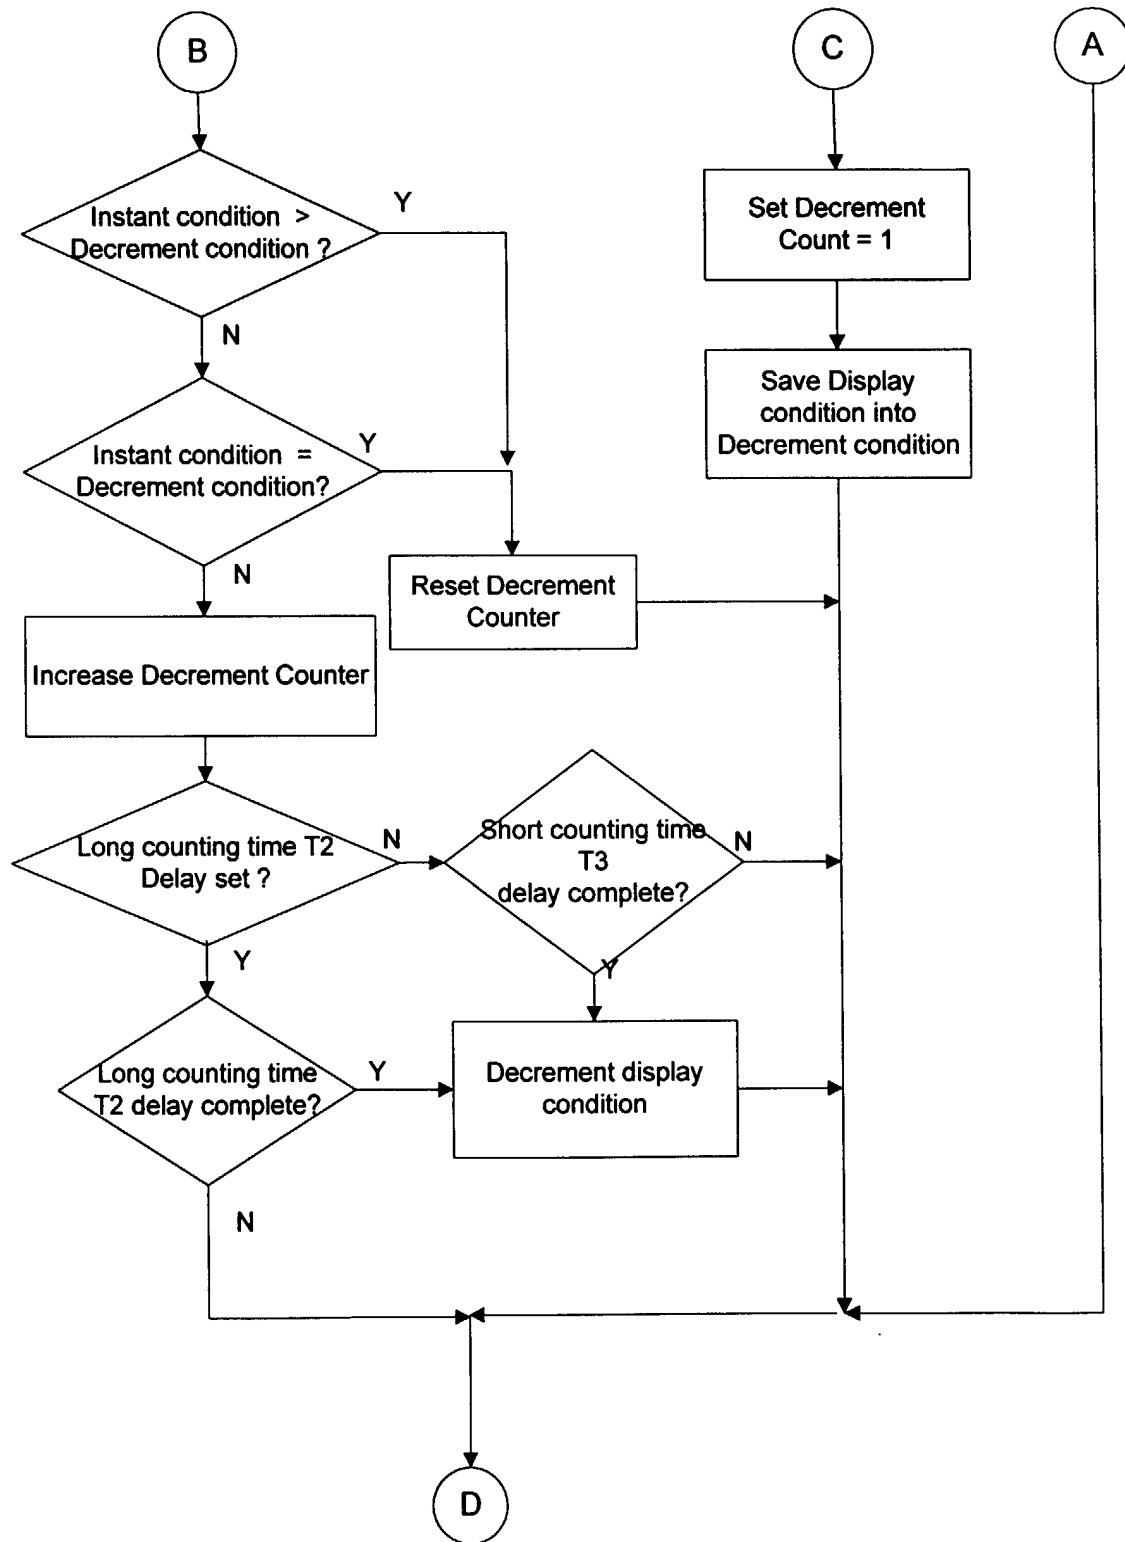 B
C
A
Instant condition >
Decrement condition ?
Y
N
Set Decrement
Count = 1
Save Display
condition into
Decrement condition
Instant condition =
Decrement condition?
Y
N
Reset Decrement
Counter
Increase Decrement Counter
Long counting time T2
Delay set ?
N
Y
Short counting time
T3
delay complete?
N
Y
Long counting time
T2 delay complete?
Y
N
Decrement display
condition
D